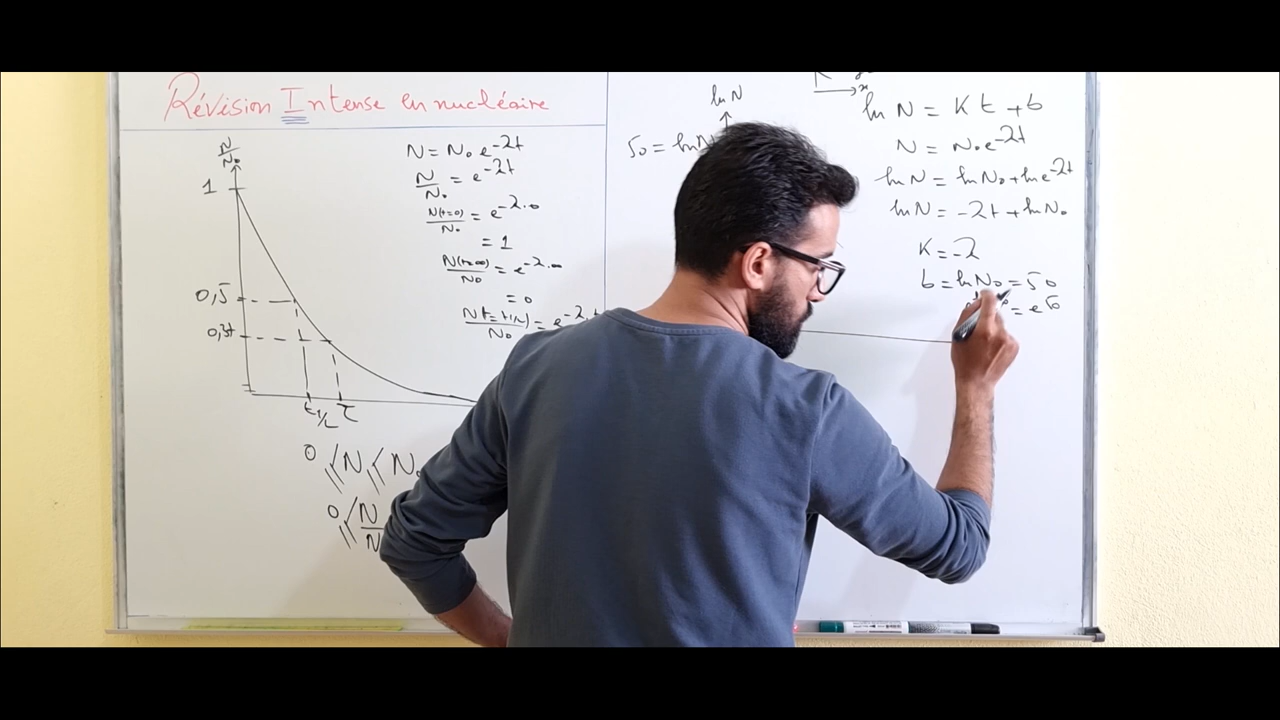 Révision Intense en nucléaire
N/N₀
1
0,5
0,37
t₁/₂ τ
0 ≤ N ≤ N₀
0 ≤ N
N = N₀ e^-λt
N/N₀ = e^-λt
N(t=0)/N₀ = e^-λ.0
= 1
N(t=∞)/N₀ = e^-λ.∞
= 0
= e^-λ.t
ln N
50 = ln N
x
ln N = K t + b
N = N₀ e^-λt
ln N = ln N₀ + ln e^-λt
ln N = -λt + ln N₀
K = -λ
b = ln N₀ = 50
= e^50